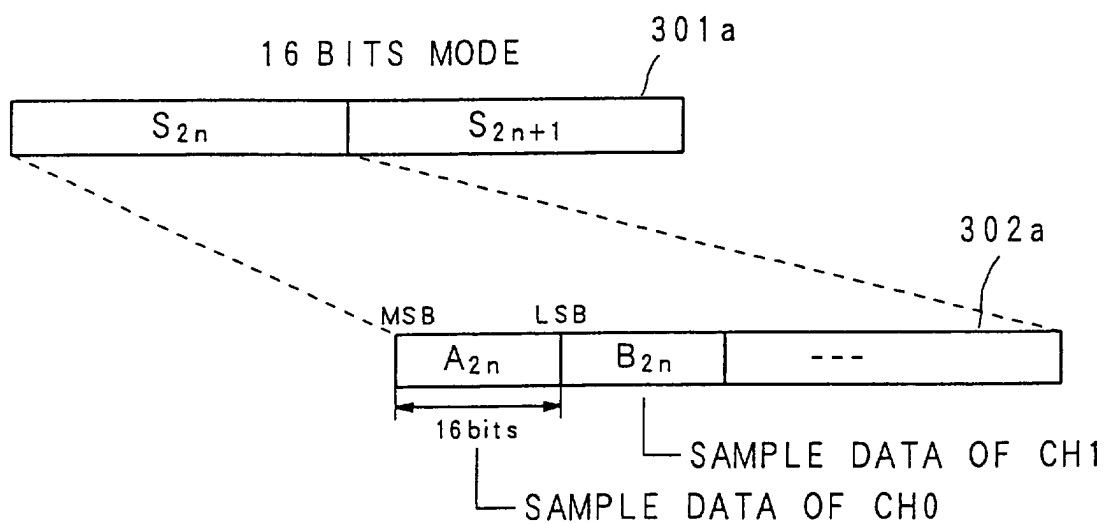 16 BITS MODE
301a
S2n S2n+1
302a
MSB LSB
A2n B2n ---
16bits
SAMPLE DATA OF CH1
SAMPLE DATA OF CH0